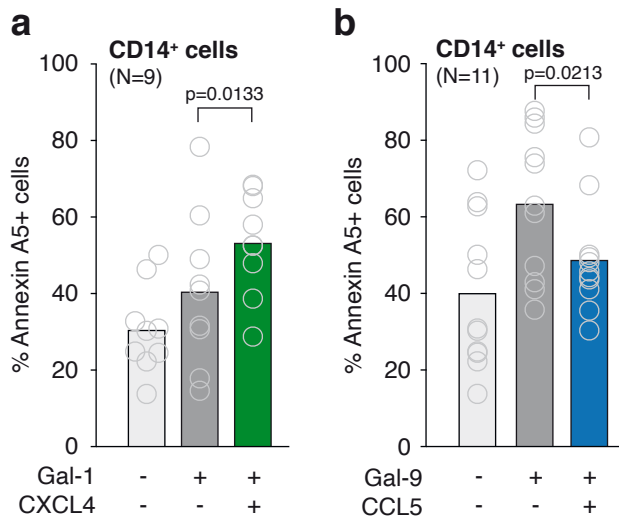 a
CD14⁺ cells
(N=9)
p=0.0133
% Annexin A5+ cells
100
80
60
40
20
0
Gal-1 - + +
CXCL4 - - +
b
CD14⁺ cells
(N=11)
p=0.0213
% Annexin A5+ cells
100
80
60
40
20
0
Gal-9 - + +
CCL5 - - +